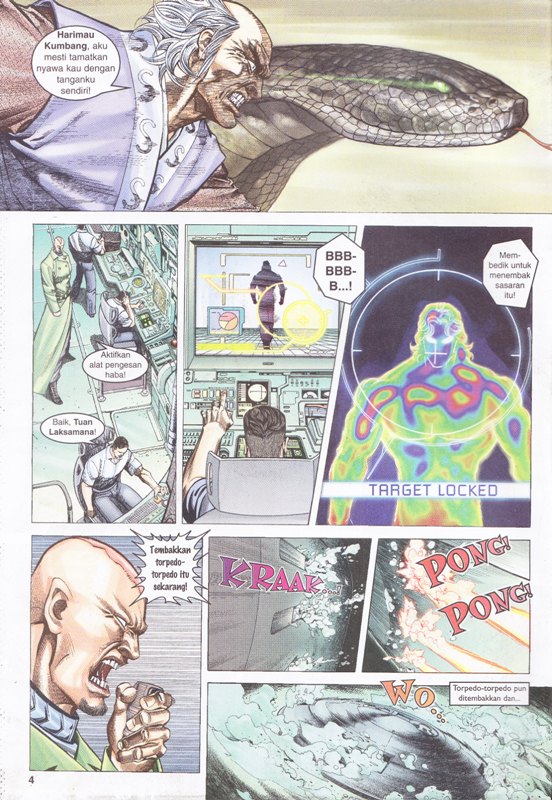 Harimau
Kumbang, aku
mesti tamatkan
nyawa kau dengan
tanganku
sendiri!
Aktifkan
alat pengesan
haba!
Baik, Tuan
Laksamana!
BBB-
BBB-
B...!
Mem-
bedik untuk
menembak
sasaran
itu!
TARGET LOCKED
Tembakkan
torpedo-
torpedo itu
sekarang!
KRAAK...!
PONG!
PONG!
WO...
Torpedo-torpedo pun
ditembakkan dan...
4